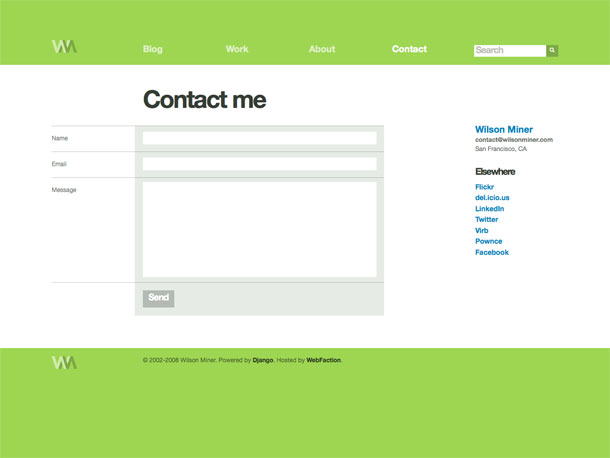 WM
Blog Work About Contact Search
Contact me
Name
Email
Message
Send
Wilson Miner
contact@wilsonminer.com
San Francisco, CA
Elsewhere
Flickr
del.icio.us
LinkedIn
Twitter
Virb
Pownce
Facebook
WM
© 2002-2008 Wilson Miner. Powered by Django. Hosted by WebFaction.